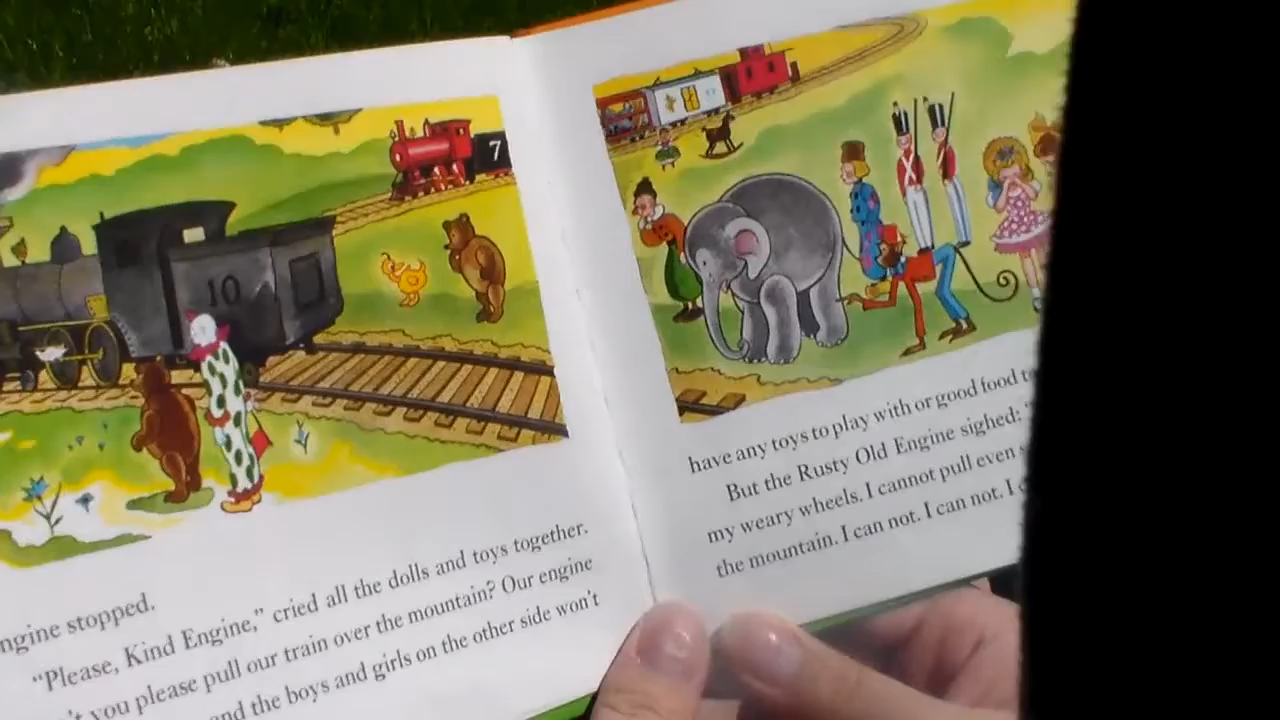 7
10
engine stopped.
"Please, Kind Engine," cried all the dolls and toys together.
you please pull our train over the mountain? Our engine
and the boys and girls on the other side won't
have any toys to play with or good food
But the Rusty Old Engine sighed:
my weary wheels. I cannot pull even
the mountain. I can not. I can not. I